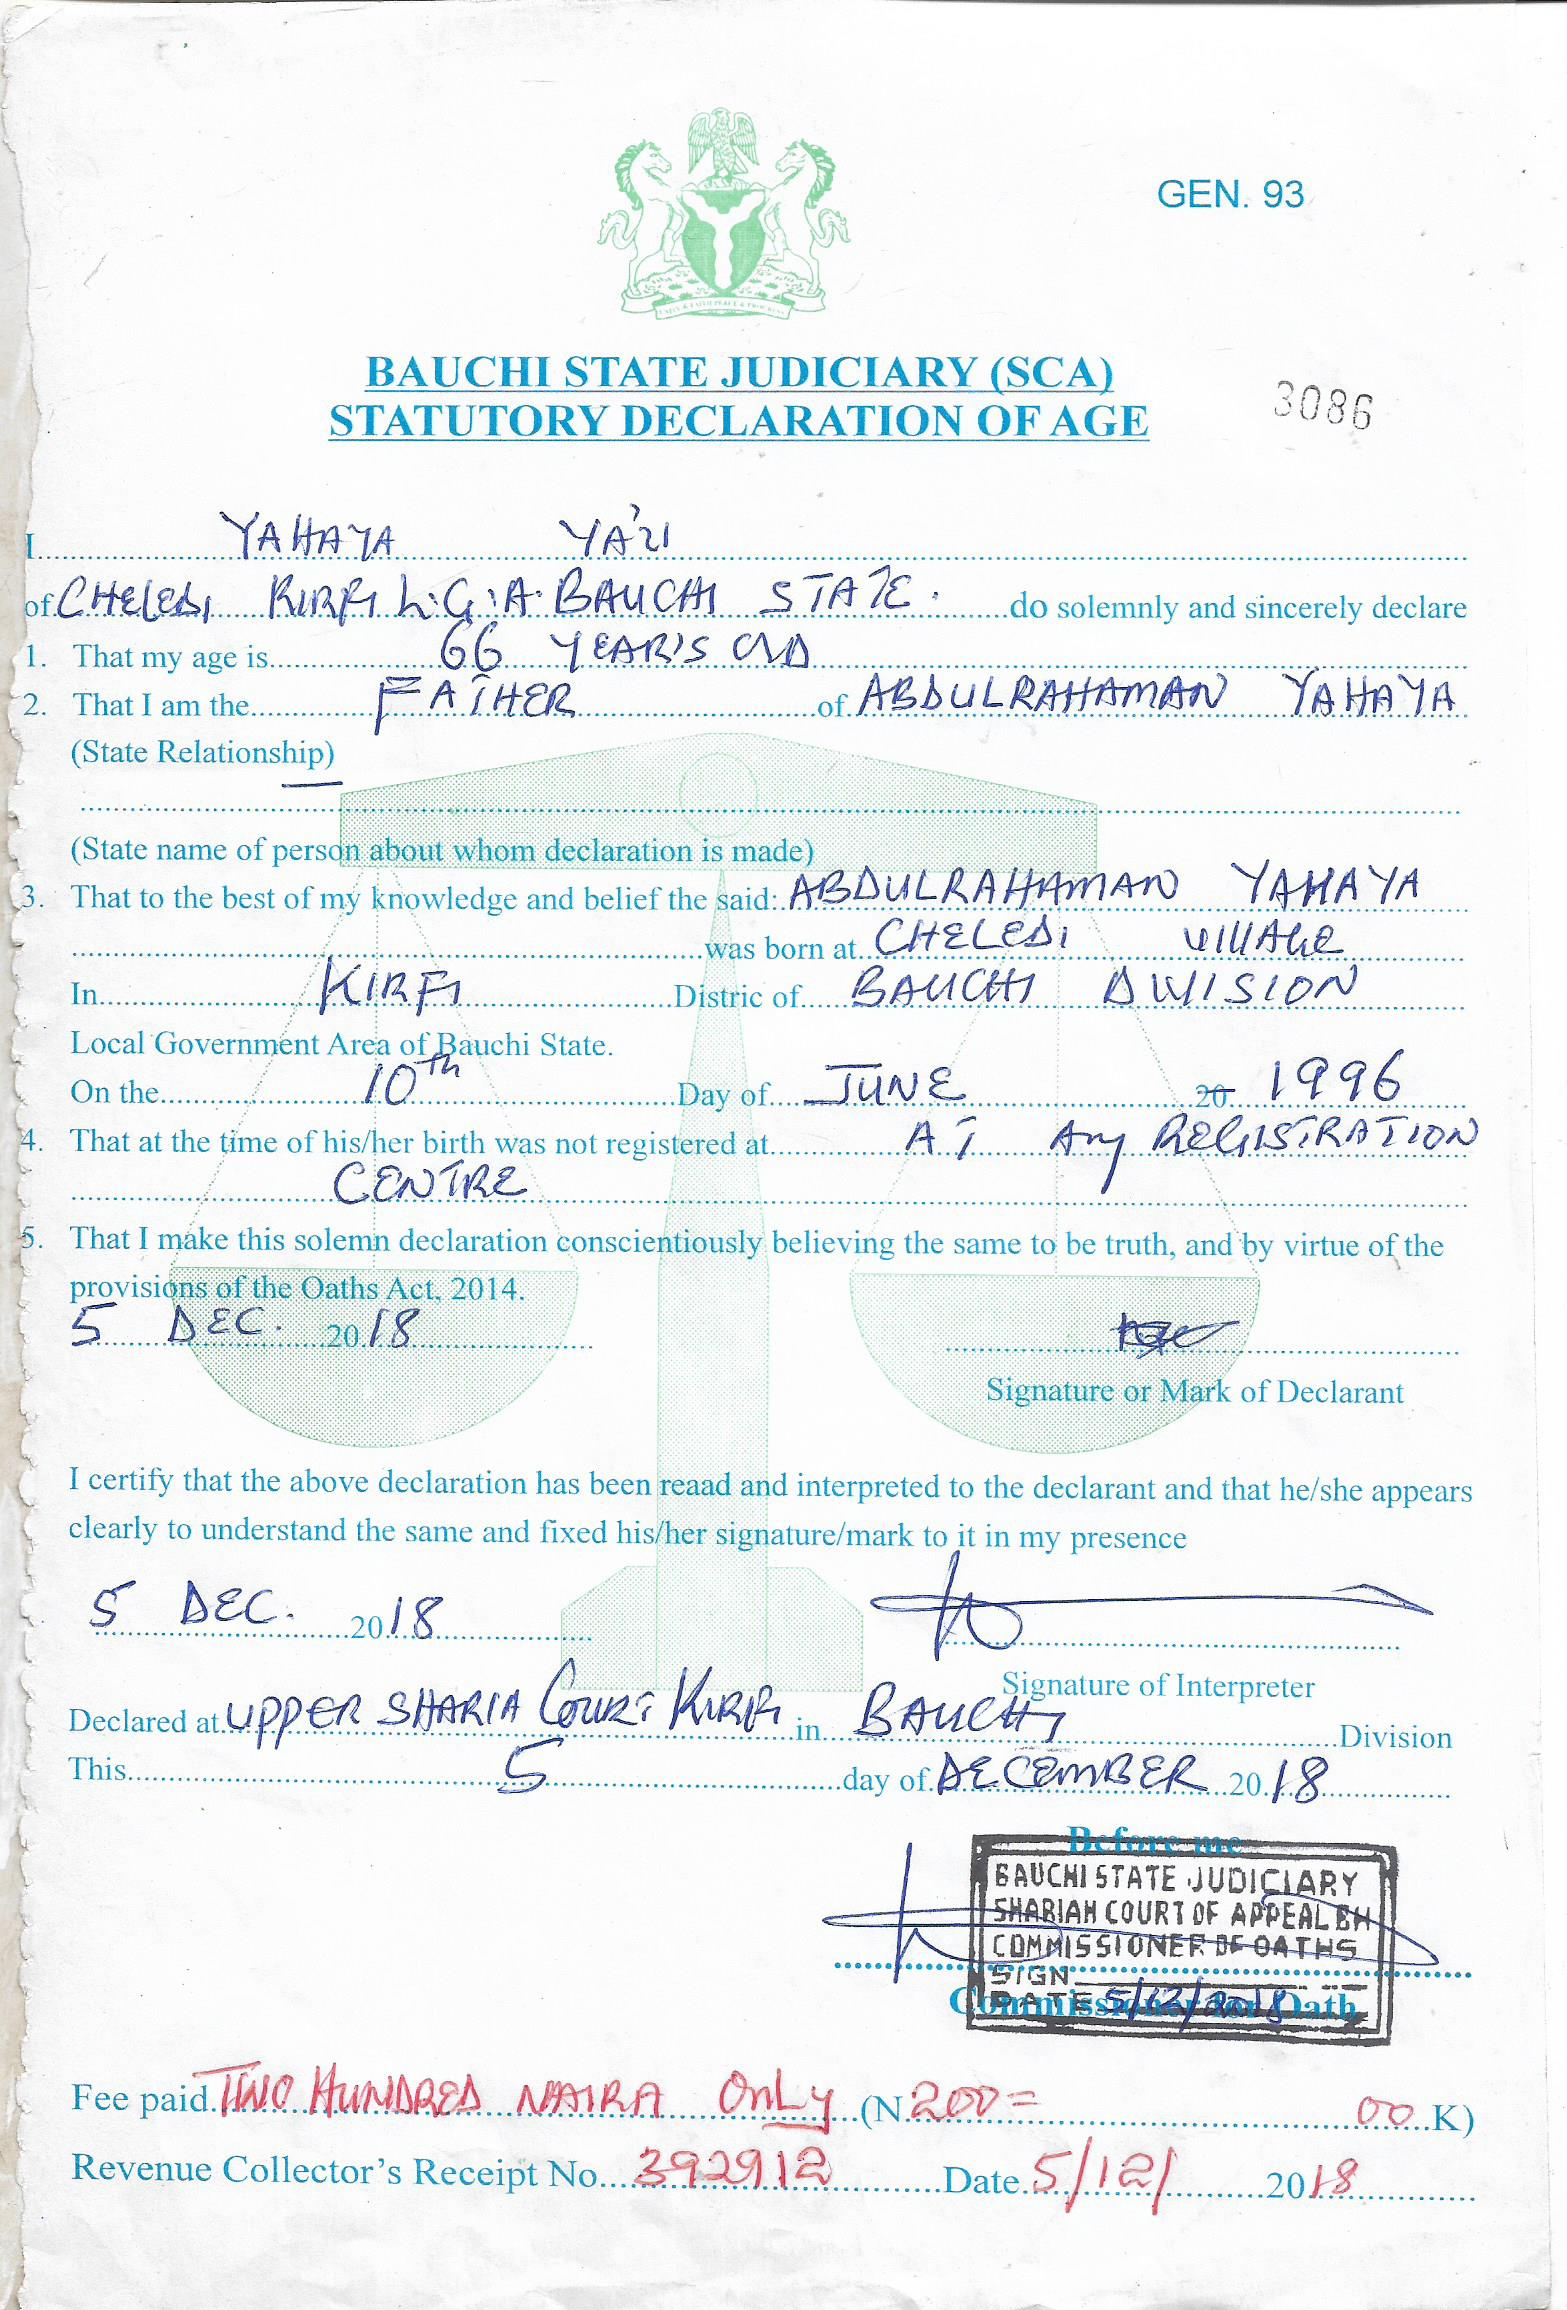 GEN. 93
BAUCHI STATE JUDICIARY (SCA)
STATUTORY DECLARATION OF AGE
3086
I YAHAYA YA'U
of CHELEDI KIRFI L.G.A. BAUCHI STATE. do solemnly and sincerely declare
1. That my age is 66 YEAR'S OLD
2. That I am the FATHER of ABDULRAHAMAN YAHAYA
(State Relationship)
(State name of person about whom declaration is made)
3. That to the best of my knowledge and belief the said: ABDULRAHAMAN YAHAYA
was born at CHELEDI VILLAGE
In KIRFI Distric of BAUCHI DIVISION
Local Government Area of Bauchi State.
On the 10th Day of JUNE 20 1996
4. That at the time of his/her birth was not registered at AT Any REGISTRATION
CENTRE
5. That I make this solemn declaration conscientiously believing the same to be truth, and by virtue of the
provisions of the Oaths Act, 2014.
5 DEC. 2018
Signature or Mark of Declarant
I certify that the above declaration has been reaad and interpreted to the declarant and that he/she appears
clearly to understand the same and fixed his/her signature/mark to it in my presence
5 DEC. 2018
Signature of Interpreter
Declared at UPPER SHARIA COURT KIRFI in BAUCHI Division
This 5 day of DECEMBER 2018
Before me
BAUCHI STATE JUDICIARY
SHARIAH COURT OF APPEAL BH
COMMISSIONER OF OATHS
SIGN
DATE 5/12/2018
Commissioner for Oath
Fee paid TWO HUNDRED NAIRA ONLY (N 200= 00 K)
Revenue Collector's Receipt No. 392912 Date 5/12/ 2018